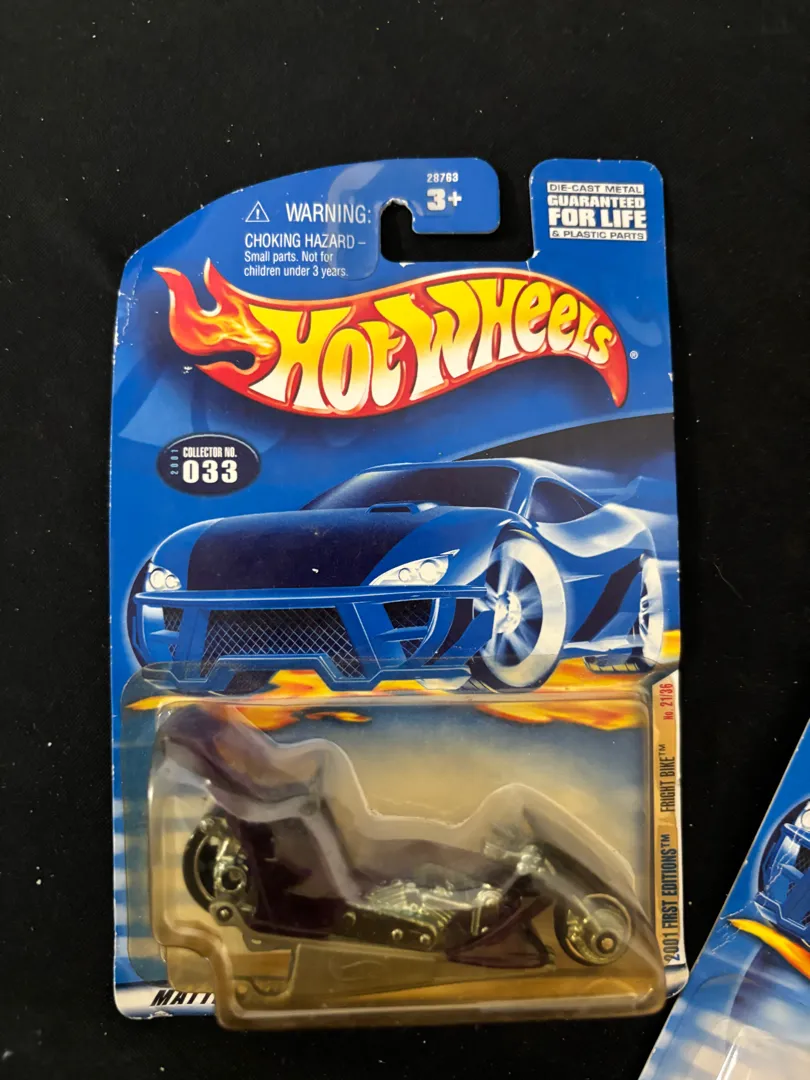 28763
3+
WARNING:
CHOKING HAZARD –
Small parts. Not for
children under 3 years.
DIE-CAST METAL
GUARANTEED
FOR LIFE
& PLASTIC PARTS
HOT WHEELS®
2001
COLLECTOR NO.
033
2001 FIRST EDITIONS™ FRIGHT BIKE™ No. 21/36
MATT